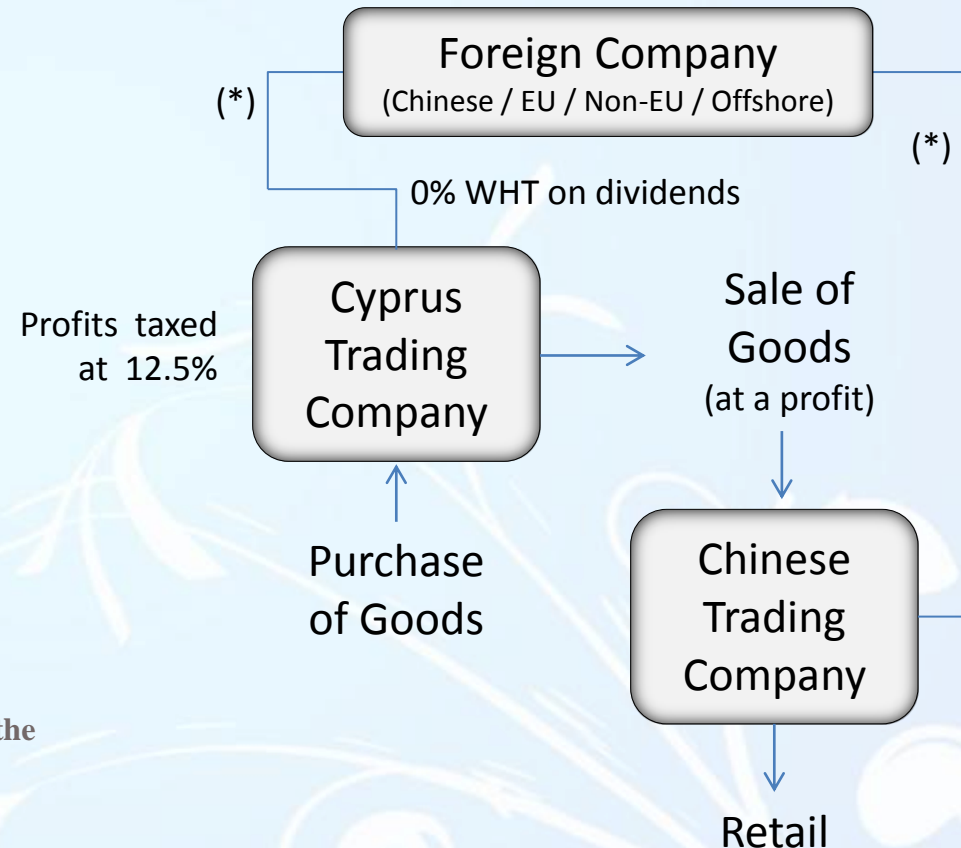 Foreign Company
(Chinese / EU / Non-EU / Offshore)
(*)
(*)
0% WHT on dividends
Profits taxed
at 12.5%
Cyprus
Trading
Company
Sale of
Goods
(at a profit)
Purchase
of Goods
Chinese
Trading
Company
the
Retail